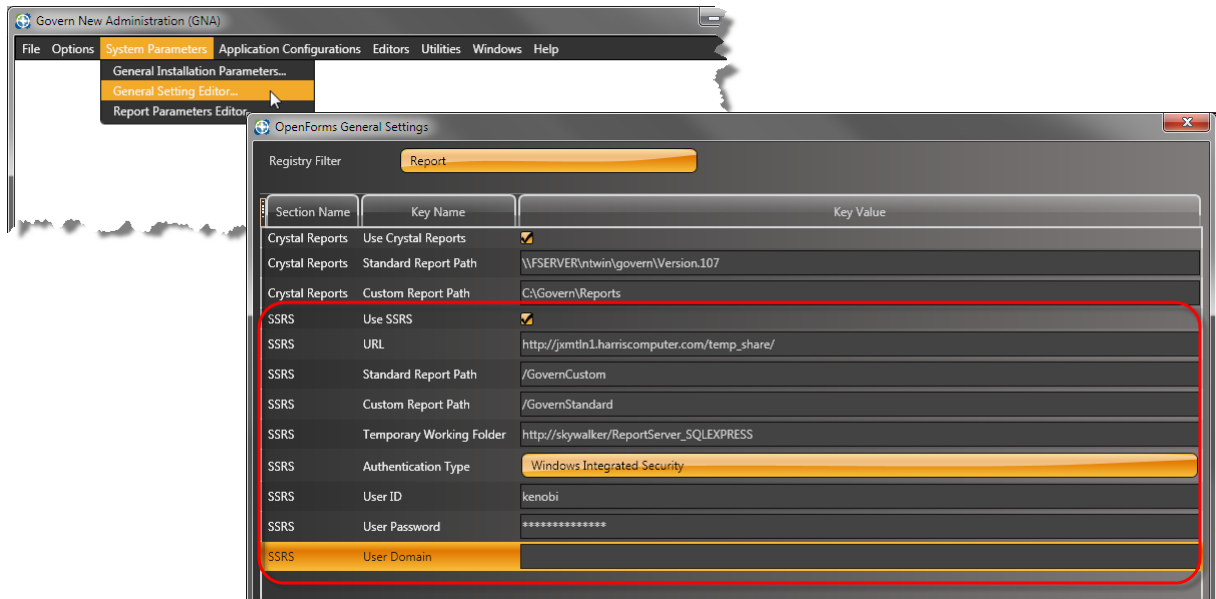 Govern New Administration (GNA)
File Options System Parameters Application Configurations Editors Utilities Windows Help
General Installation Parameters...
General Setting Editor...
Report Parameters Editor...
OpenForms General Settings
Registry Filter Report
Section Name Key Name Key Value
Crystal Reports Use Crystal Reports
Crystal Reports Standard Report Path \\FSERVER\ntwin\govern\Version.107
Crystal Reports Custom Report Path C:\Govern\Reports
SSRS Use SSRS
SSRS URL http://jxmtln1.harriscomputer.com/temp_share/
SSRS Standard Report Path /GovernCustom
SSRS Custom Report Path /GovernStandard
SSRS Temporary Working Folder http://skywalker/ReportServer_SQLEXPRESS
SSRS Authentication Type Windows Integrated Security
SSRS User ID kenobi
SSRS User Password **************
SSRS User Domain